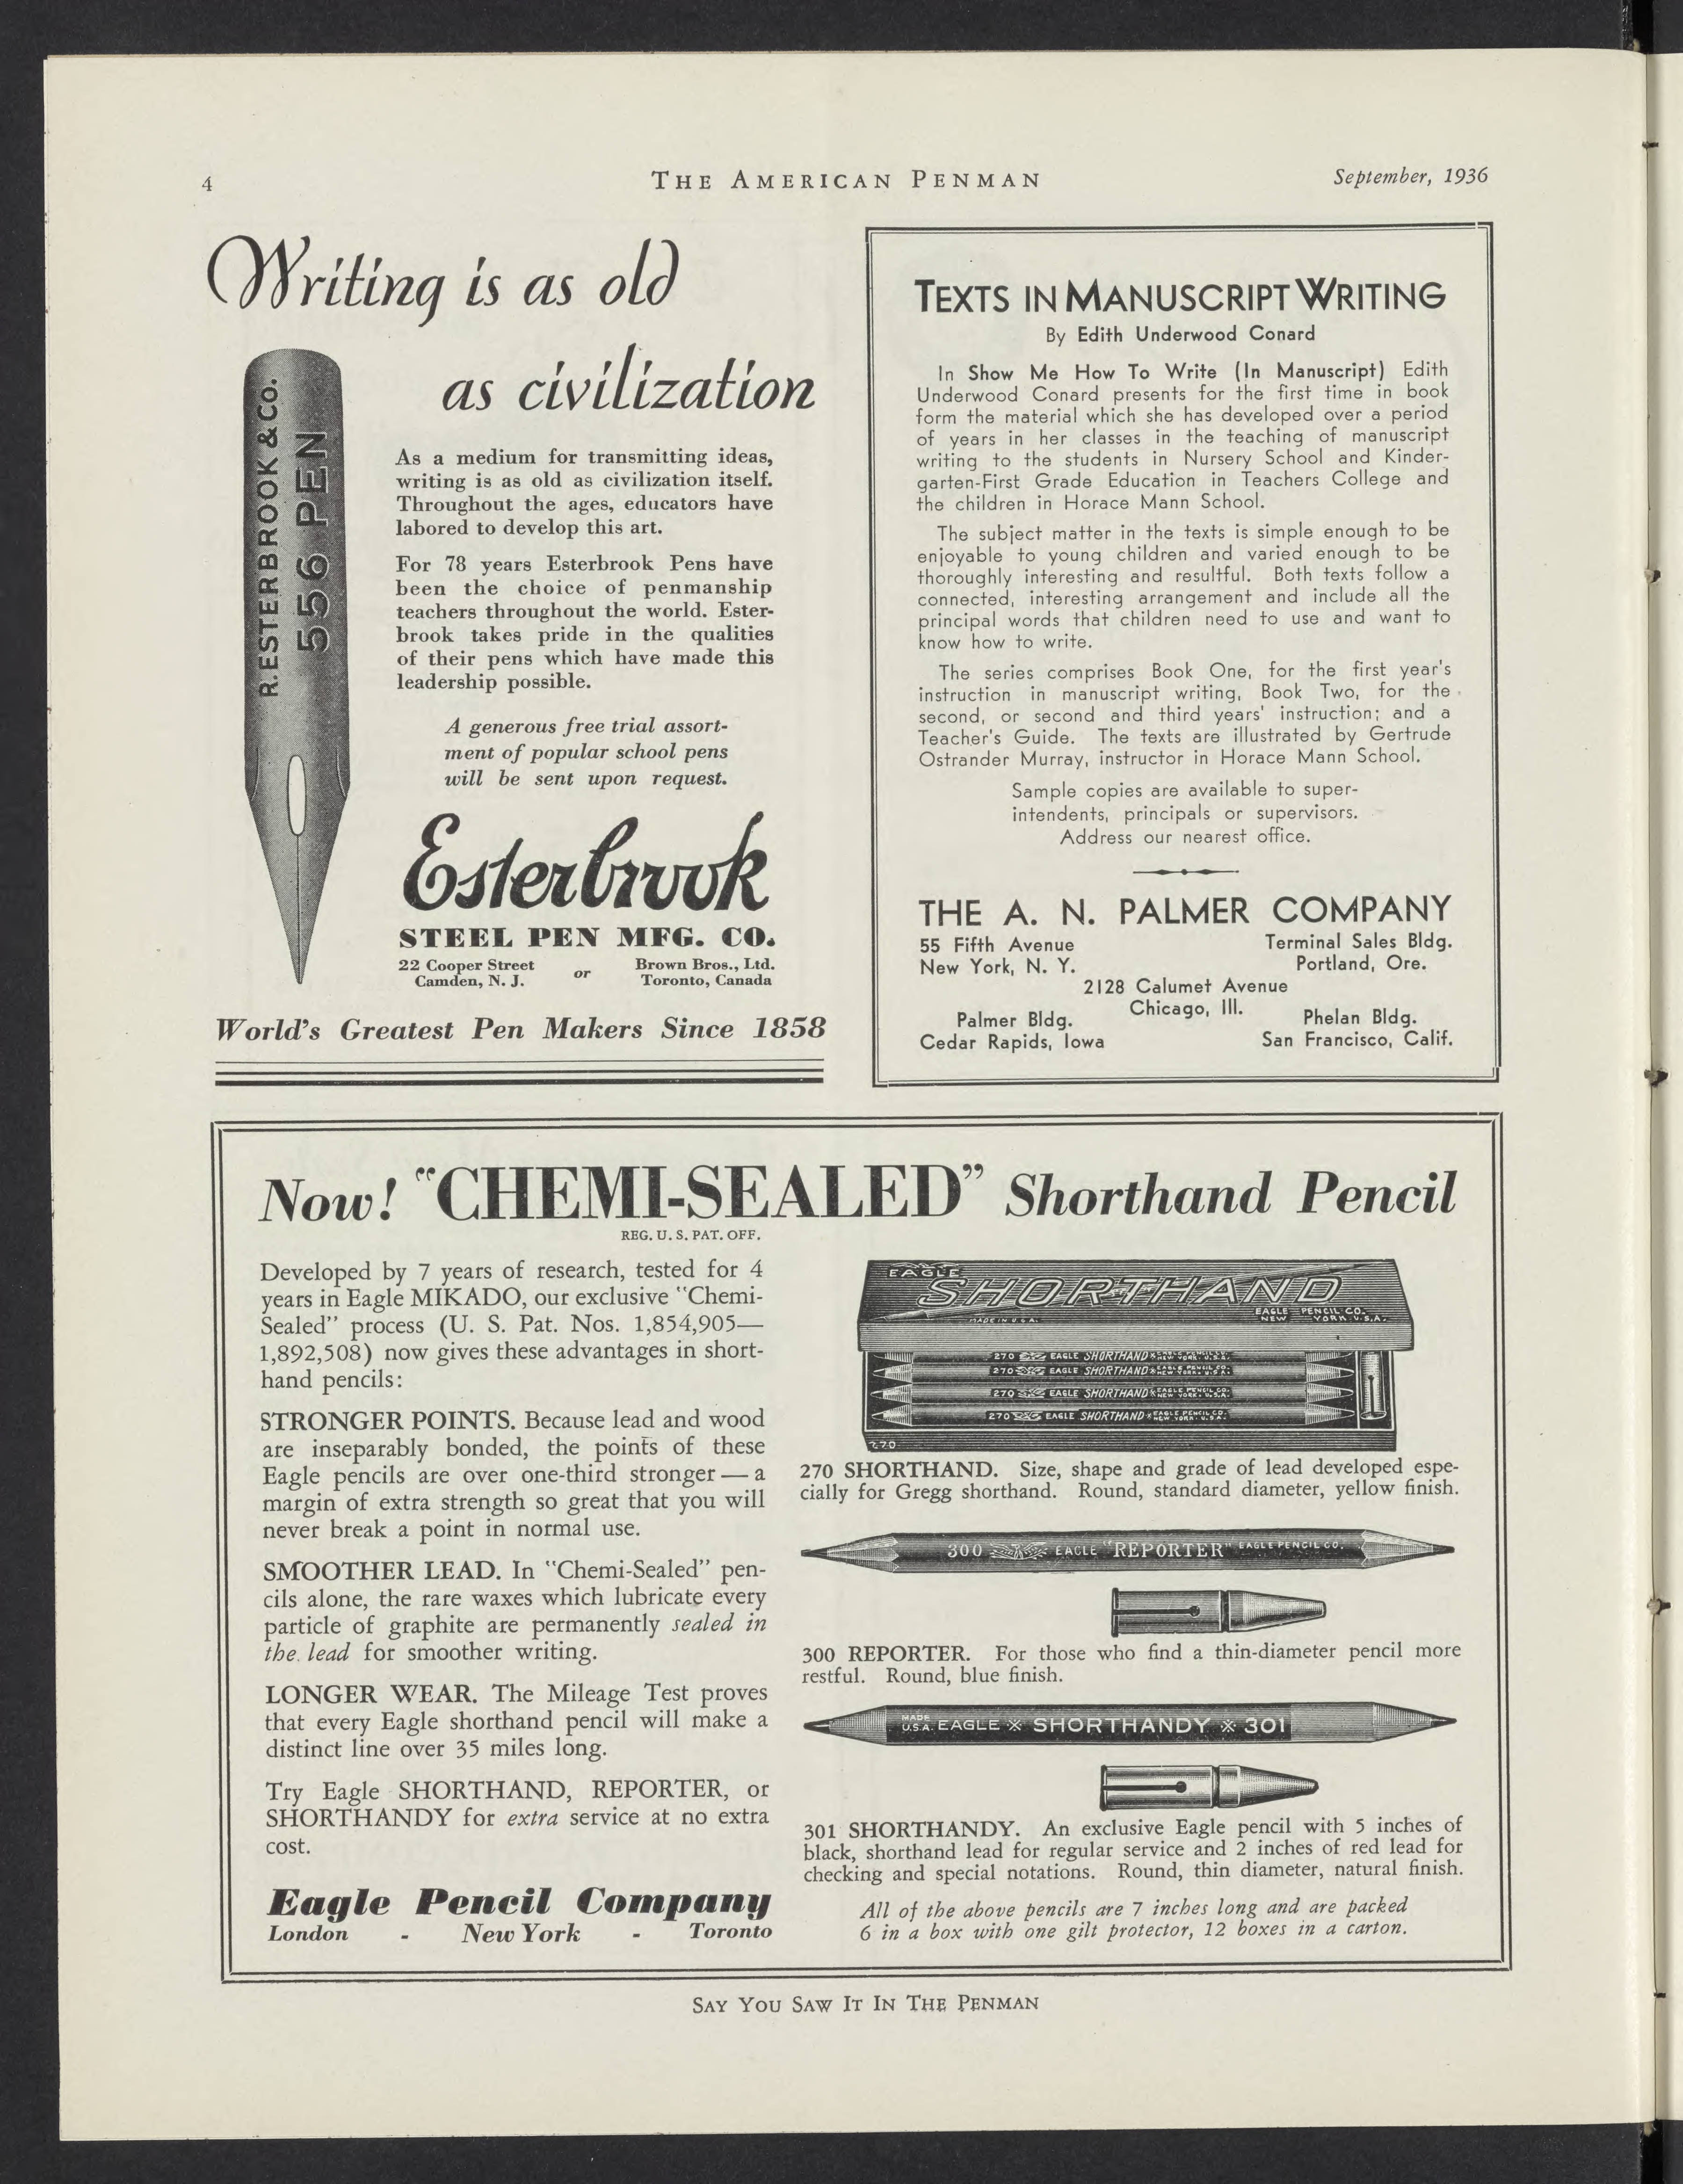 4
THE AMERICAN PENMAN
September, 1936
Writing is as old
as civilization
R. ESTERBROOK & CO.
556 PEN
As a medium for transmitting ideas,
writing is as old as civilization itself.
Throughout the ages, educators have
labored to develop this art.
For 78 years Esterbrook Pens have
been the choice of penmanship
teachers throughout the world. Ester-
brook takes pride in the qualities
of their pens which have made this
leadership possible.
A generous free trial assort-
ment of popular school pens
will be sent upon request.
Esterbrook
STEEL PEN MFG. CO.
22 Cooper Street
Camden, N. J.
or
Brown Bros., Ltd.
Toronto, Canada
World's Greatest Pen Makers Since 1858
TEXTS IN MANUSCRIPT WRITING
By Edith Underwood Conard
In Show Me How To Write (In Manuscript) Edith
Underwood Conard presents for the first time in book
form the material which she has developed over a period
of years in her classes in the teaching of manuscript
writing to the students in Nursery School and Kinder-
garten-First Grade Education in Teachers College and
the children in Horace Mann School.
The subject matter in the texts is simple enough to be
enjoyable to young children and varied enough to be
thoroughly interesting and resultful. Both texts follow a
connected, interesting arrangement and include all the
principal words that children need to use and want to
know how to write.
The series comprises Book One, for the first year's
instruction in manuscript writing, Book Two, for the
second, or second and third years' instruction; and a
Teacher's Guide. The texts are illustrated by Gertrude
Ostrander Murray, instructor in Horace Mann School.
Sample copies are available to super-
intendents, principals or supervisors.
Address our nearest office.
THE A. N. PALMER COMPANY
55 Fifth Avenue
New York, N. Y.
Terminal Sales Bldg.
Portland, Ore.
2128 Calumet Avenue
Chicago, Ill.
Palmer Bldg.
Cedar Rapids, Iowa
Phelan Bldg.
San Francisco, Calif.
Now! "CHEMI-SEALED" Shorthand Pencil
REG. U. S. PAT. OFF.
Developed by 7 years of research, tested for 4
years in Eagle MIKADO, our exclusive "Chemi-
Sealed" process (U. S. Pat. Nos. 1,854,905—
1,892,508) now gives these advantages in short-
hand pencils:
STRONGER POINTS. Because lead and wood
are inseparably bonded, the points of these
Eagle pencils are over one-third stronger — a
margin of extra strength so great that you will
never break a point in normal use.
SMOOTHER LEAD. In "Chemi-Sealed" pen-
cils alone, the rare waxes which lubricate every
particle of graphite are permanently sealed in
the lead for smoother writing.
LONGER WEAR. The Mileage Test proves
that every Eagle shorthand pencil will make a
distinct line over 35 miles long.
Try Eagle SHORTHAND, REPORTER, or
SHORTHANDY for extra service at no extra
cost.
Eagle Pencil Company
London - New York - Toronto
EAGLE
SHORTHAND
MADE IN U.S.A.
EAGLE PENCIL CO.
NEW YORK. U.S.A.
270 EAGLE SHORTHAND EAGLE PENCIL CO. NEW YORK. U.S.A.
270 EAGLE SHORTHAND EAGLE PENCIL CO. NEW YORK. U.S.A.
270 EAGLE SHORTHAND EAGLE PENCIL CO. NEW YORK. U.S.A.
270 EAGLE SHORTHAND EAGLE PENCIL CO. NEW YORK. U.S.A.
270
270 SHORTHAND. Size, shape and grade of lead developed espe-
cially for Gregg shorthand. Round, standard diameter, yellow finish.
300 EAGLE "REPORTER" EAGLE PENCIL CO.
300 REPORTER. For those who find a thin-diameter pencil more
restful. Round, blue finish.
MADE U.S.A. EAGLE ※ SHORTHANDY ※ 301
301 SHORTHANDY. An exclusive Eagle pencil with 5 inches of
black, shorthand lead for regular service and 2 inches of red lead for
checking and special notations. Round, thin diameter, natural finish.
All of the above pencils are 7 inches long and are packed
6 in a box with one gilt protector, 12 boxes in a carton.
SAY YOU SAW IT IN THE PENMAN